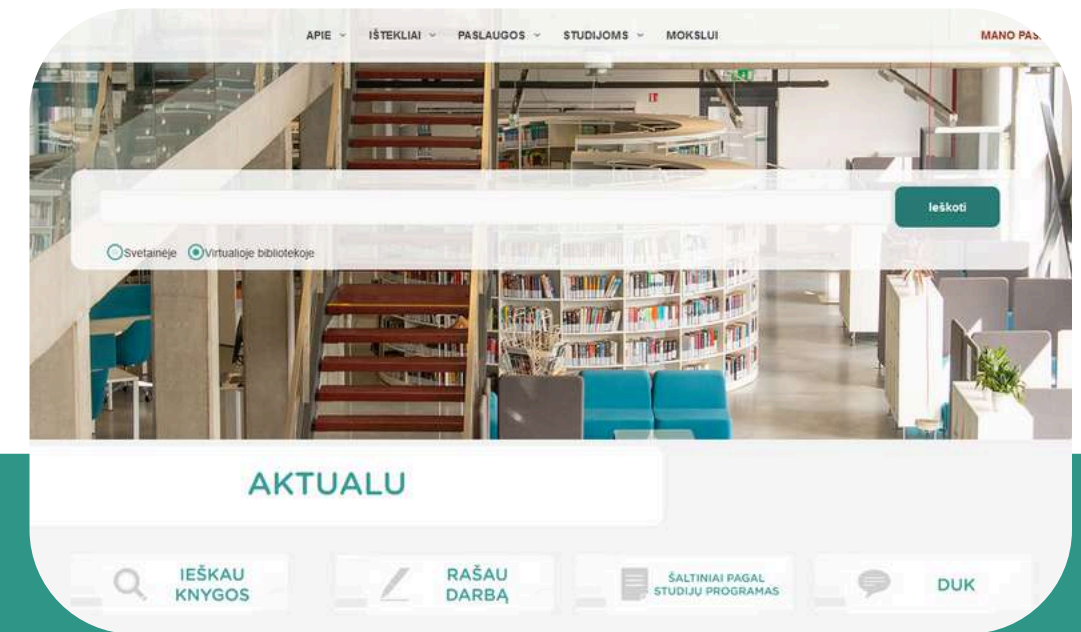 APIE
IŠTEKLIAI
PASLAUGOS
STUDIJOMS
MOKSLUI
MANO
Ieškoti
Svetainėje
Virtualioje bibliotekoje
AKTUALU
IEŠKAU
KNYGOS
RAŠAU
DARBĄ
ŠALTINIAI PAGAL
STUDIJŲ PROGRAMAS
DUK